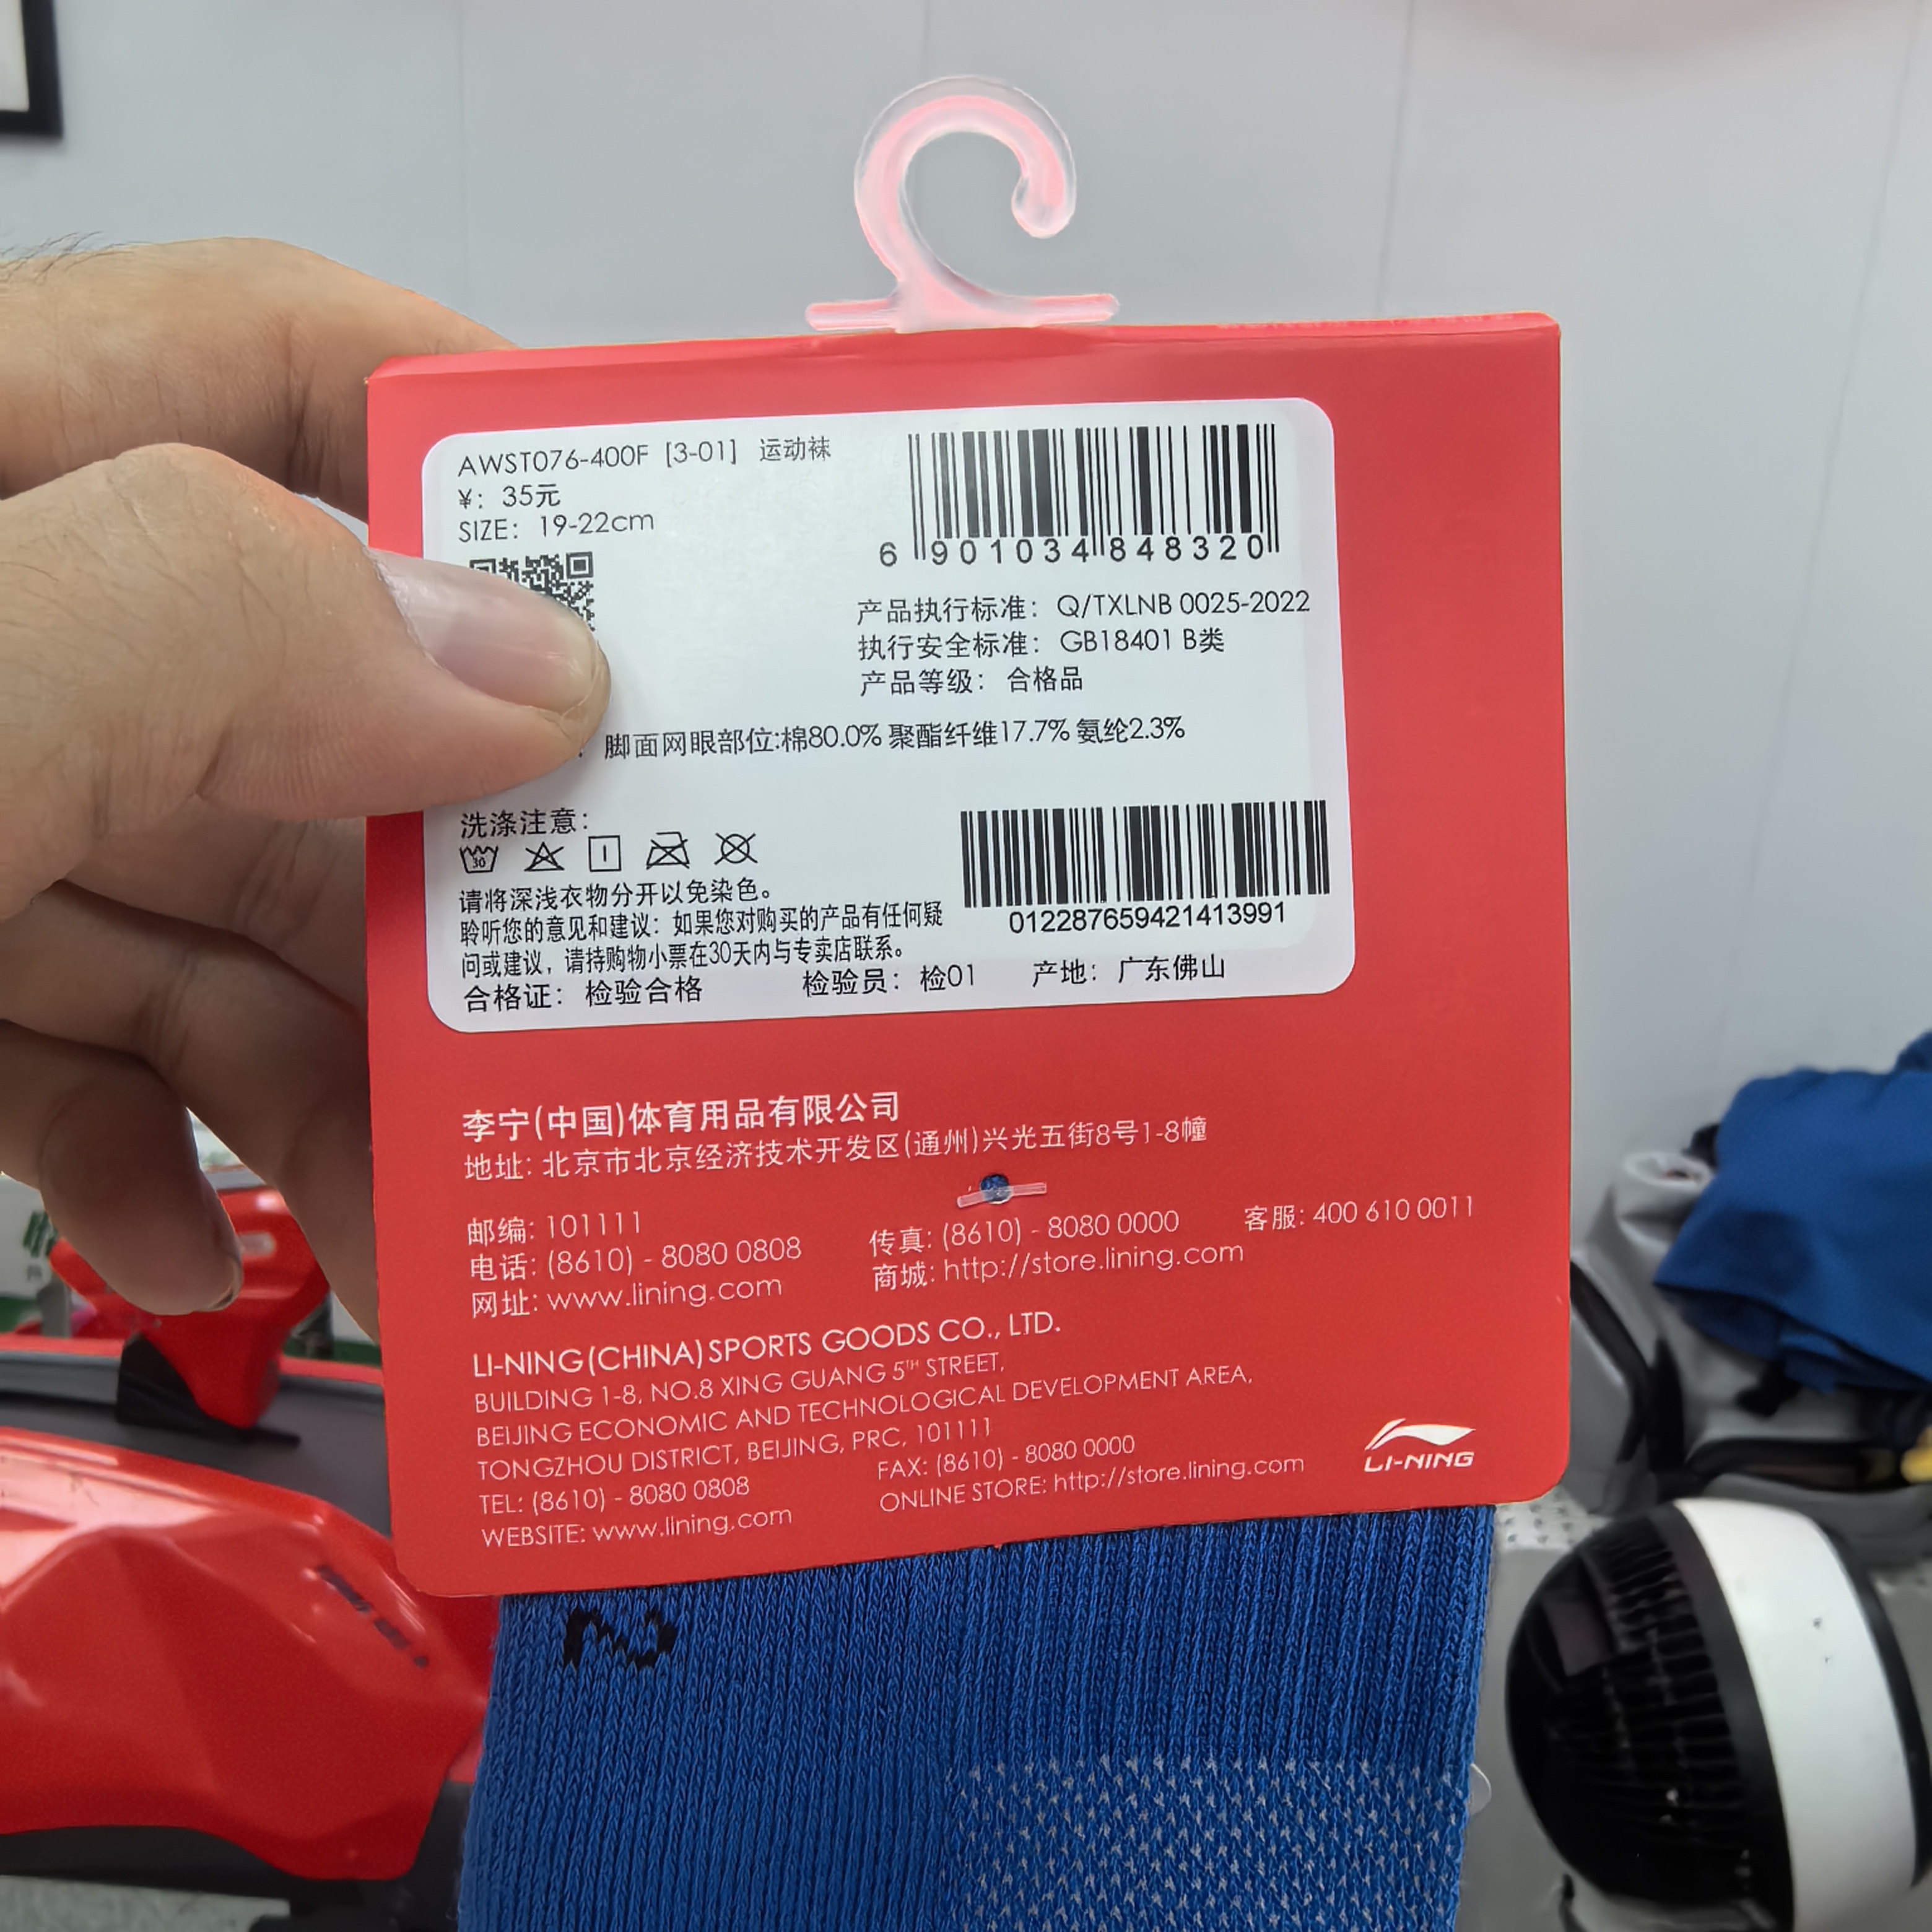 AWST076-400F [3-01] 运动袜
¥: 35元
SIZE: 19-22cm
6 901034 848320
产品执行标准: Q/TXLNB 0025-2022
执行安全标准: GB18401 B类
产品等级: 合格品
: 脚面网眼部位:棉80.0% 聚酯纤维17.7% 氨纶2.3%
洗涤注意:
30
请将深浅衣物分开以免染色。
聆听您的意见和建议: 如果您对购买的产品有任何疑
问或建议, 请持购物小票在30天内与专卖店联系。
012287659421413991
合格证: 检验合格 检验员: 检01 产地: 广东佛山
李宁(中国)体育用品有限公司
地址: 北京市北京经济技术开发区(通州)兴光五街8号1-8幢
邮编: 101111
传真: (8610) - 8080 0000 客服: 400 610 0011
电话: (8610) - 8080 0808
商城: http://store.lining.com
网址: www.lining.com
LI-NING(CHINA)SPORTS GOODS CO., LTD.
BUILDING 1-8, NO.8 XING GUANG 5TH STREET,
BEIJING ECONOMIC AND TECHNOLOGICAL DEVELOPMENT AREA,
TONGZHOU DISTRICT, BEIJING, PRC, 101111
TEL: (8610) - 8080 0808 FAX: (8610) - 8080 0000
WEBSITE: www.lining.com ONLINE STORE: http://store.lining.com
LI-NING